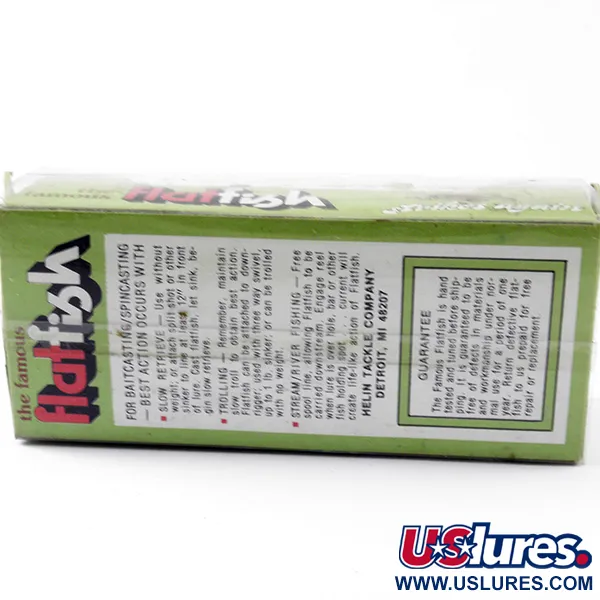 the famous
flatfish
the famous
flatfish
FOR BAITCASTING/SPINCASTING
— BEST ACTION OCCURS WITH
SLOW RETRIEVE — Use without
weight; or attach split shot or other
sinker to line at least 12" in front
of lure. Cast flatfish, let sink, be-
gin slow retrieve.
TROLLING — Remember, maintain
slow troll to obrain best action.
Flatfish can be attached to down-
rigger, used with three way swivel,
up to 1 lb. sinker, or can be trolled
with no weight.
STREAM/RIVER FISHING — Free
spool line, allowing Flatfish to be
carried downstream. Engage reel
when lure is over hole, bar or other
fish holding spot . . . current will
create life-like action of Flatfish.
HELIN TACKLE COMPANY
DETROIT, MI 48207
GUARANTEE
The Famous Flatfish is hand
tested and tuned before ship-
ping. It is guaranteed to be
free of defects in materials
and workmanship under nor-
mal use for a period of one
year. Return defective flat-
fish to us prepaid for free
repair or replacement.
USlures.
WWW.USLURES.COM